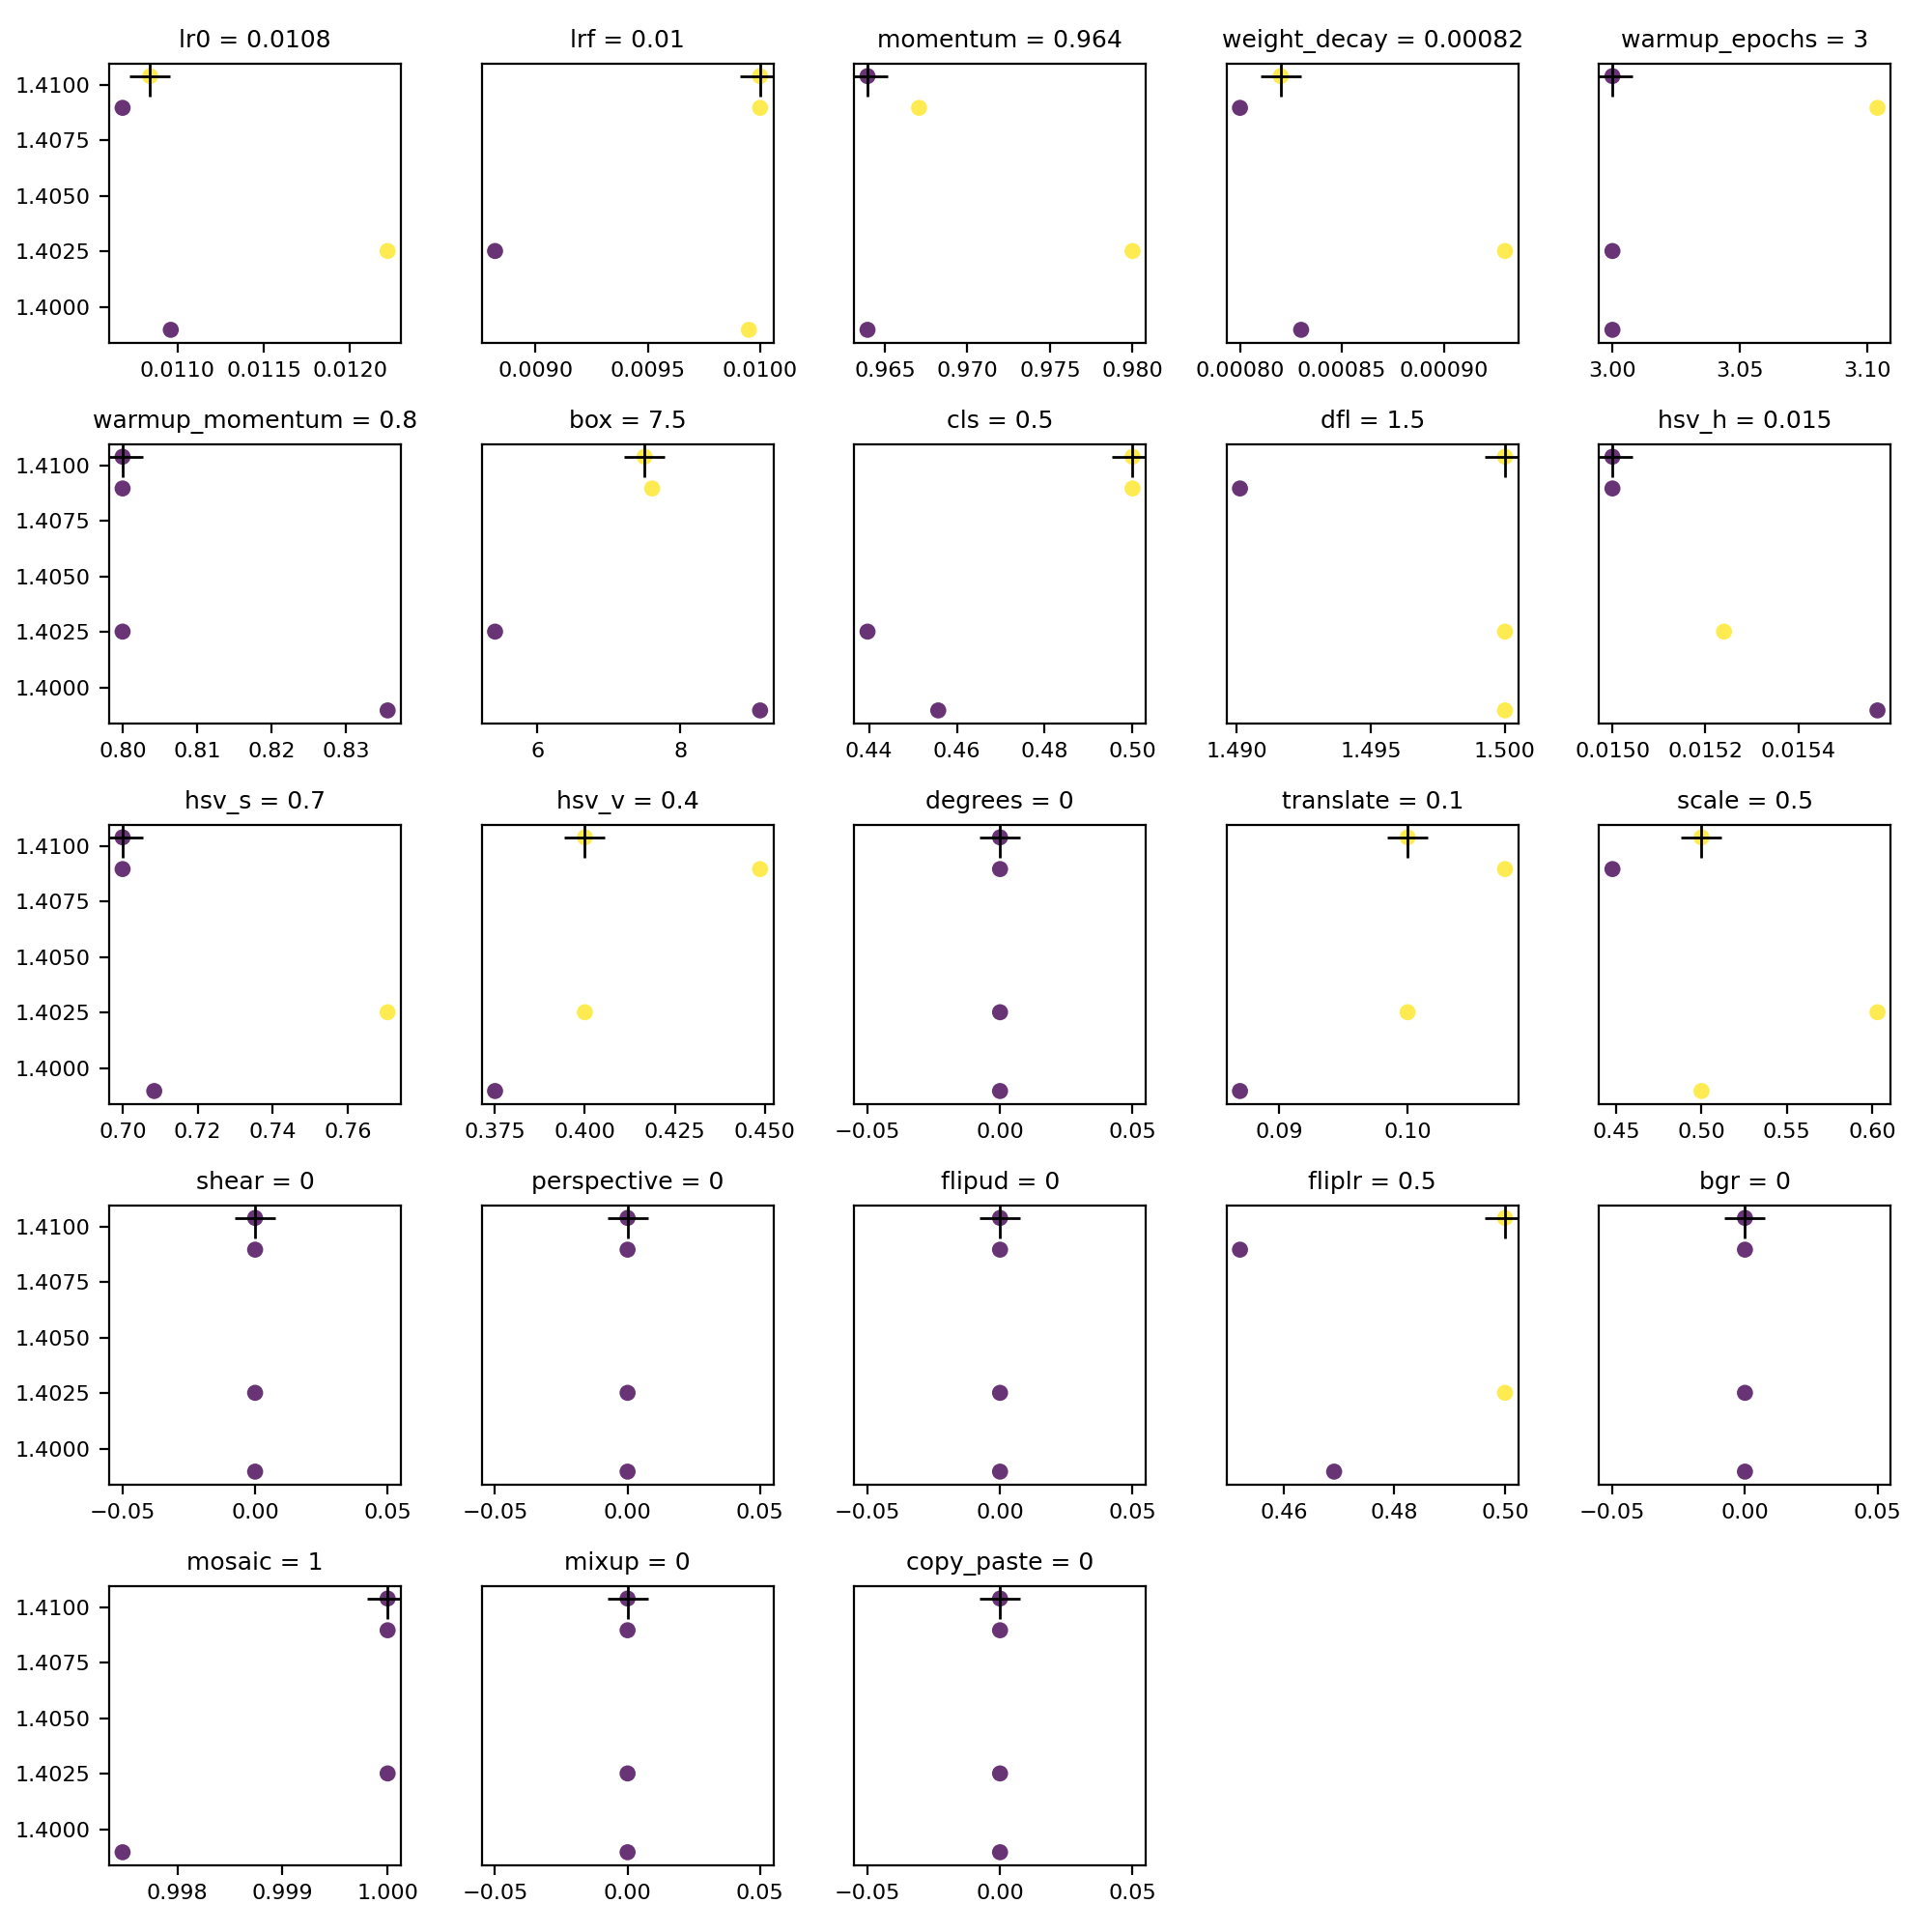 lr0 = 0.0108 lrf = 0.01 momentum = 0.964 weight_decay = 0.00082 warmup_epochs = 3
1.4100
1.4075
1.4050
1.4025
1.4000
0.0110 0.0115 0.0120 0.0090 0.0095 0.0100 0.965 0.970 0.975 0.980 0.00080 0.00085 0.00090 3.00 3.05 3.10
warmup_momentum = 0.8 box = 7.5 cls = 0.5 dfl = 1.5 hsv_h = 0.015
1.4100
1.4075
1.4050
1.4025
1.4000
0.80 0.81 0.82 0.83 6 8 0.44 0.46 0.48 0.50 1.490 1.495 1.500 0.0150 0.0152 0.0154
hsv_s = 0.7 hsv_v = 0.4 degrees = 0 translate = 0.1 scale = 0.5
1.4100
1.4075
1.4050
1.4025
1.4000
0.70 0.72 0.74 0.76 0.375 0.400 0.425 0.450 −0.05 0.00 0.05 0.09 0.10 0.45 0.50 0.55 0.60
shear = 0 perspective = 0 flipud = 0 fliplr = 0.5 bgr = 0
1.4100
1.4075
1.4050
1.4025
1.4000
−0.05 0.00 0.05 −0.05 0.00 0.05 −0.05 0.00 0.05 0.46 0.48 0.50 −0.05 0.00 0.05
mosaic = 1 mixup = 0 copy_paste = 0
1.4100
1.4075
1.4050
1.4025
1.4000
0.998 0.999 1.000 −0.05 0.00 0.05 −0.05 0.00 0.05